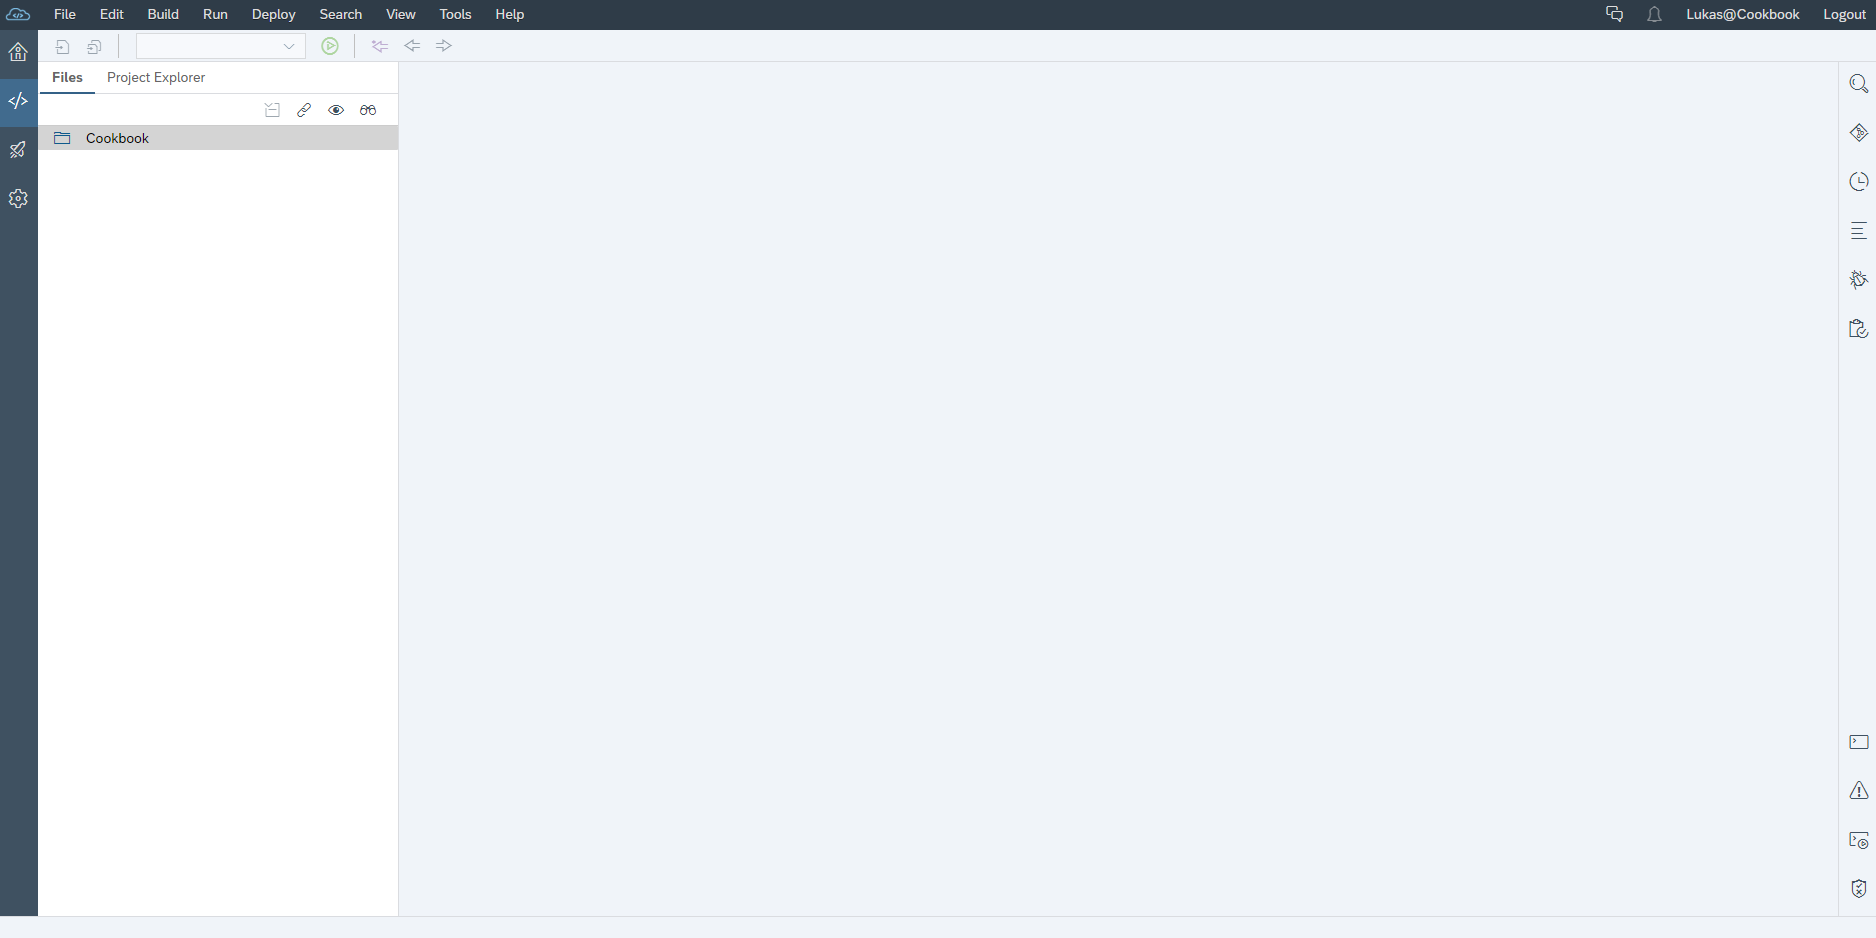 File Edit Build Run Deploy Search View Tools Help Lukas@Cookbook Logout
Files Project Explorer
Cookbook